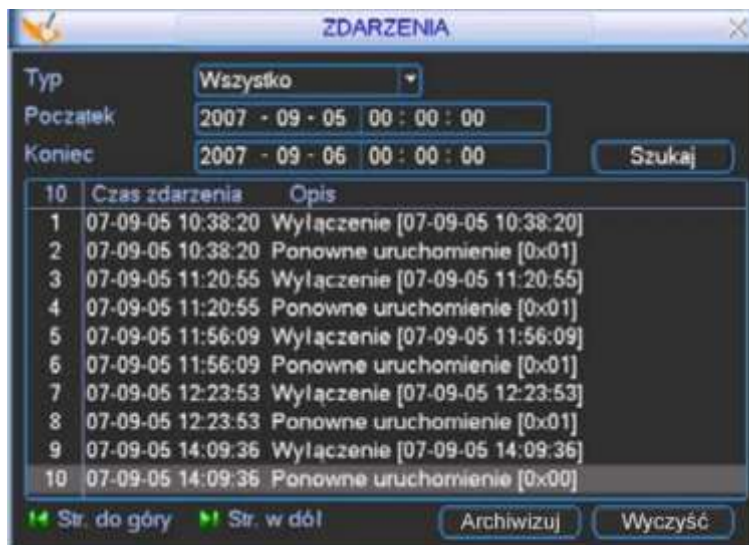 ZDARZENIA
Typ Wszystko
Początek 2007 - 09 - 05 00 : 00 : 00
Koniec 2007 - 09 - 06 00 : 00 : 00 Szukaj
10 Czas zdarzenia Opis
1 07-09-05 10:38:20 Wyłączenie [07-09-05 10:38:20]
2 07-09-05 10:38:20 Ponowne uruchomienie [0x01]
3 07-09-05 11:20:55 Wyłączenie [07-09-05 11:20:55]
4 07-09-05 11:20:55 Ponowne uruchomienie [0x01]
5 07-09-05 11:56:09 Wyłączenie [07-09-05 11:56:09]
6 07-09-05 11:56:09 Ponowne uruchomienie [0x01]
7 07-09-05 12:23:53 Wyłączenie [07-09-05 12:23:53]
8 07-09-05 12:23:53 Ponowne uruchomienie [0x01]
9 07-09-05 14:09:36 Wyłączenie [07-09-05 14:09:36]
10 07-09-05 14:09:36 Ponowne uruchomienie [0x00]
Str. do góry Str. w dół Archiwizuj Wyczyść